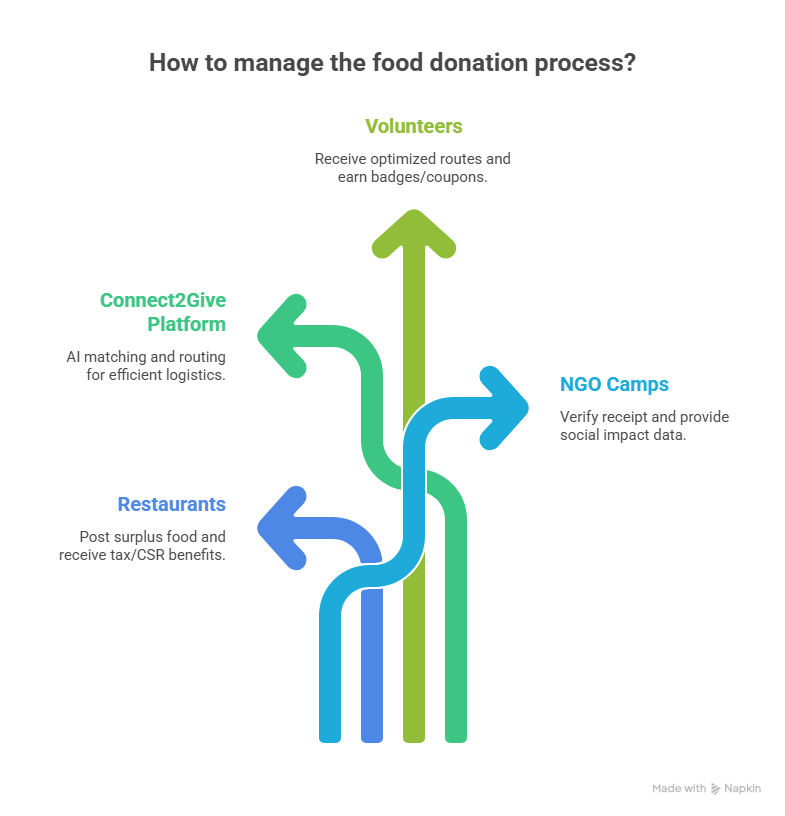 How to manage the food donation process?
Volunteers
Receive optimized routes and
earn badges/coupons.
Connect2Give
Platform
AI matching and routing
for efficient logistics.
NGO Camps
Verify receipt and provide
social impact data.
Restaurants
Post surplus food and
receive tax/CSR benefits.
Made with Napkin